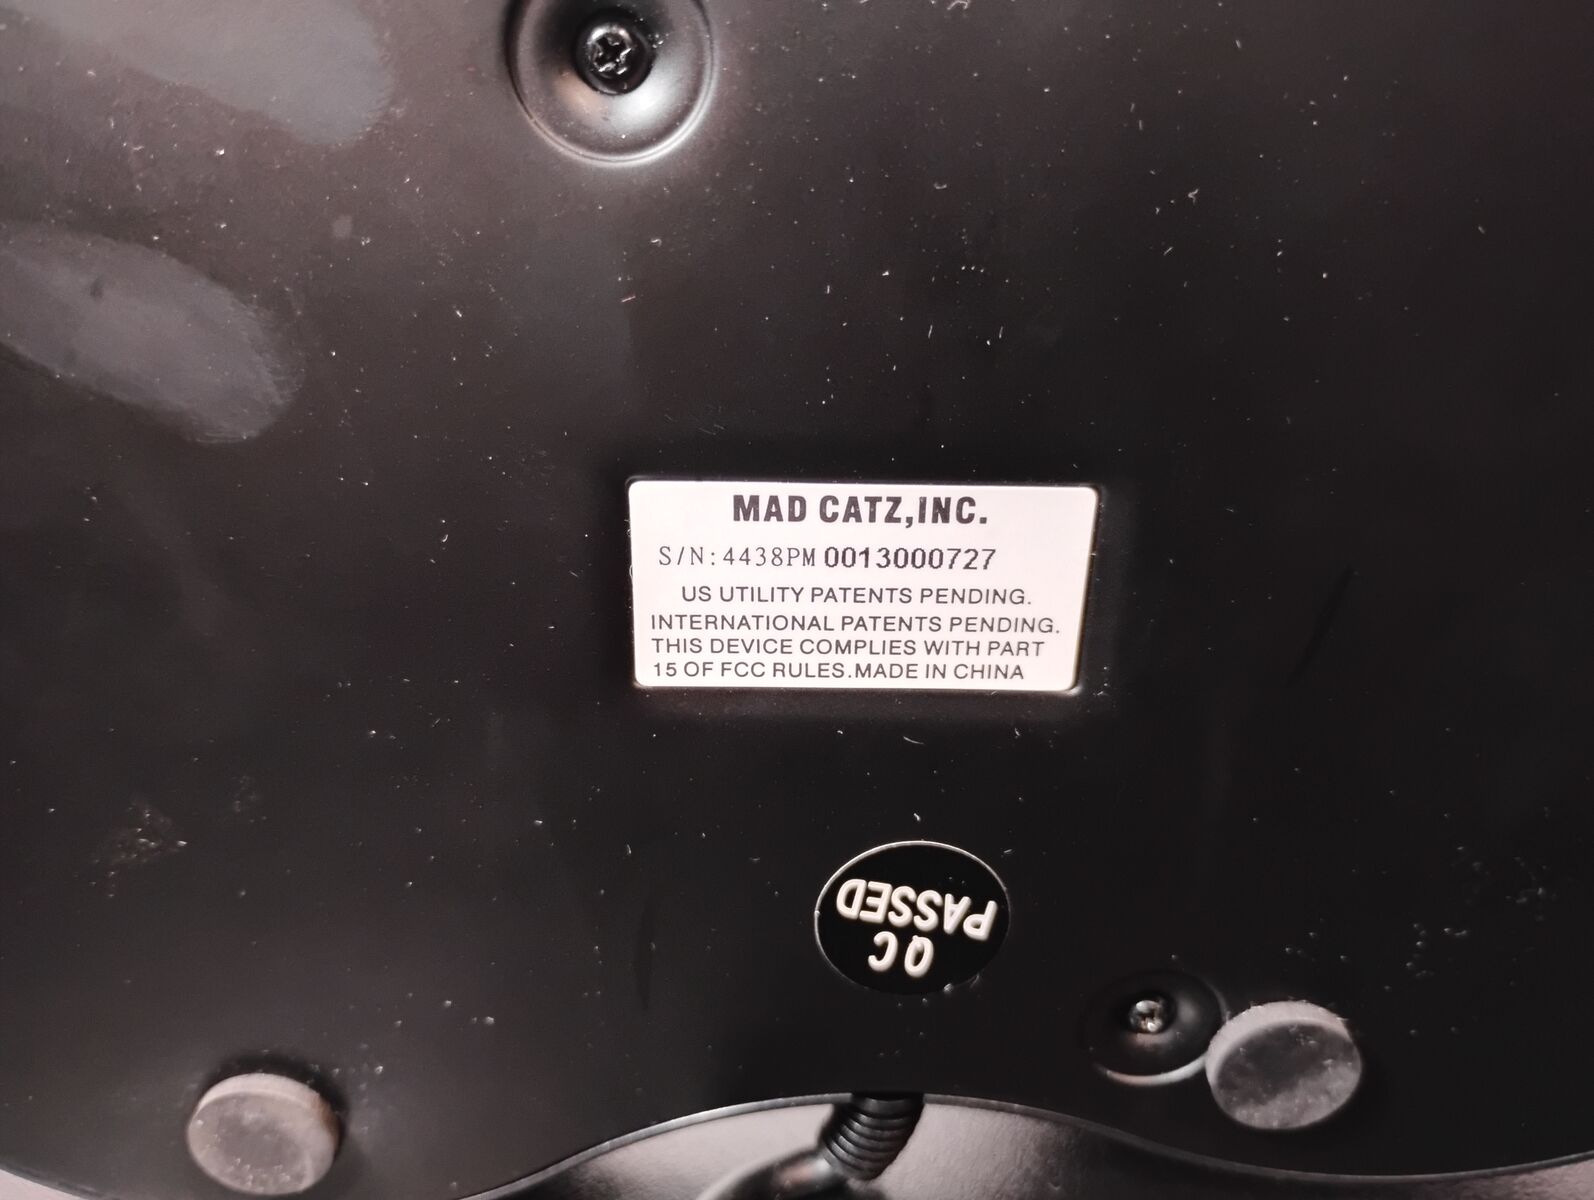 MAD CATZ,INC.
S/N:4438PM 0013000727
US UTILITY PATENTS PENDING.
INTERNATIONAL PATENTS PENDING.
THIS DEVICE COMPLIES WITH PART
15 OF FCC RULES.MADE IN CHINA
QC
PASSED